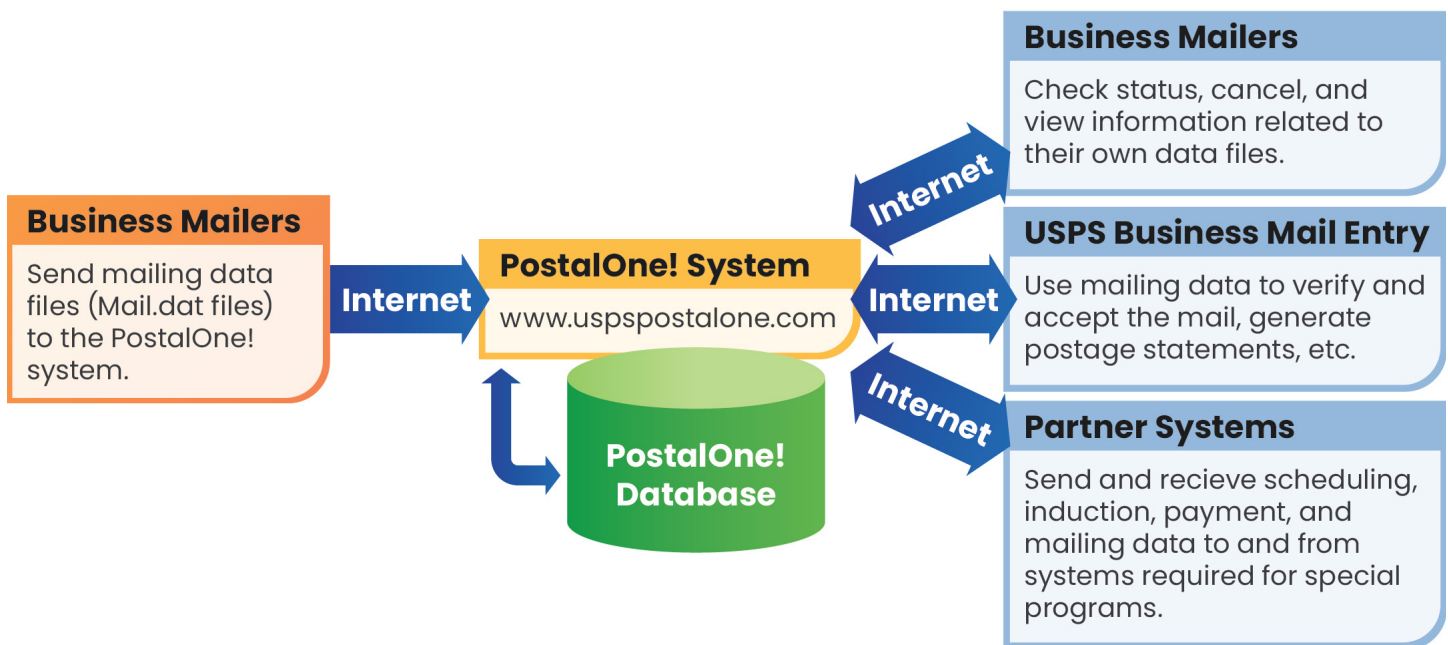 Business Mailers
Send mailing data
files (Mail.dat files)
to the PostalOne!
system.
Internet
PostalOne! System
www.uspspostalone.com
PostalOne!
Database
Internet
Internet
Internet
Business Mailers
Check status, cancel, and
view information related to
their own data files.
USPS Business Mail Entry
Use mailing data to verify and
accept the mail, generate
postage statements, etc.
Partner Systems
Send and recieve scheduling,
induction, payment, and
mailing data to and from
systems required for special
programs.